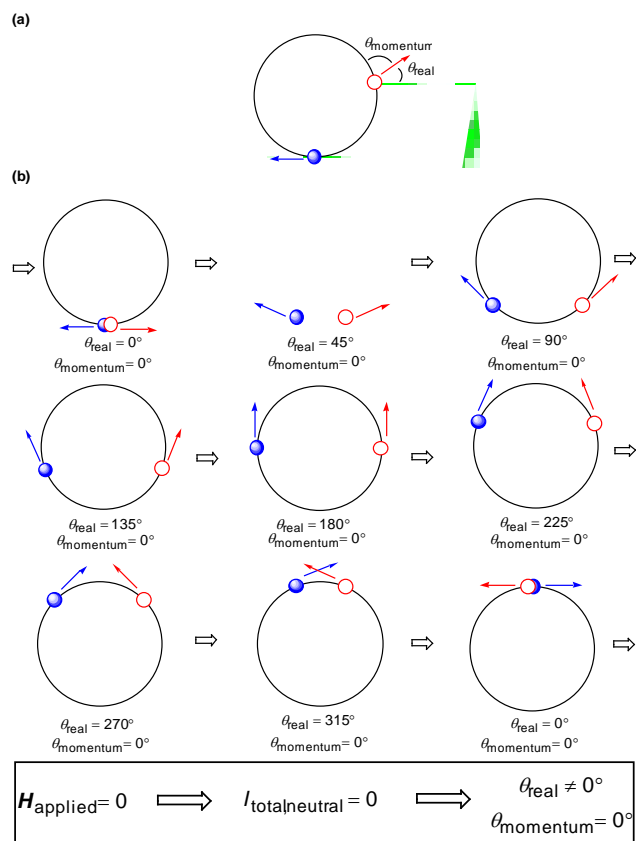 (a)
θmomentum
θreal
(b)
θreal = 0°
θmomentum = 0°
θreal = 45°
θmomentum = 0°
θreal = 90°
θmomentum = 0°
θreal = 135°
θmomentum = 0°
θreal = 180°
θmomentum = 0°
θreal = 225°
θmomentum = 0°
θreal = 270°
θmomentum = 0°
θreal = 315°
θmomentum = 0°
θreal = 0°
θmomentum = 0°
Happlied = 0 Itotal,neutral = 0 θreal ≠ 0°
θmomentum = 0°